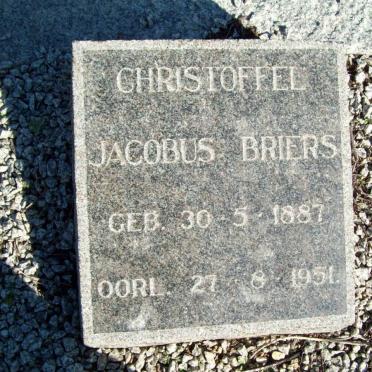 CHRISTOFFEL
JACOBUS BRIERS
GEB. 30-5-1887
OORL. 27-8-1951.